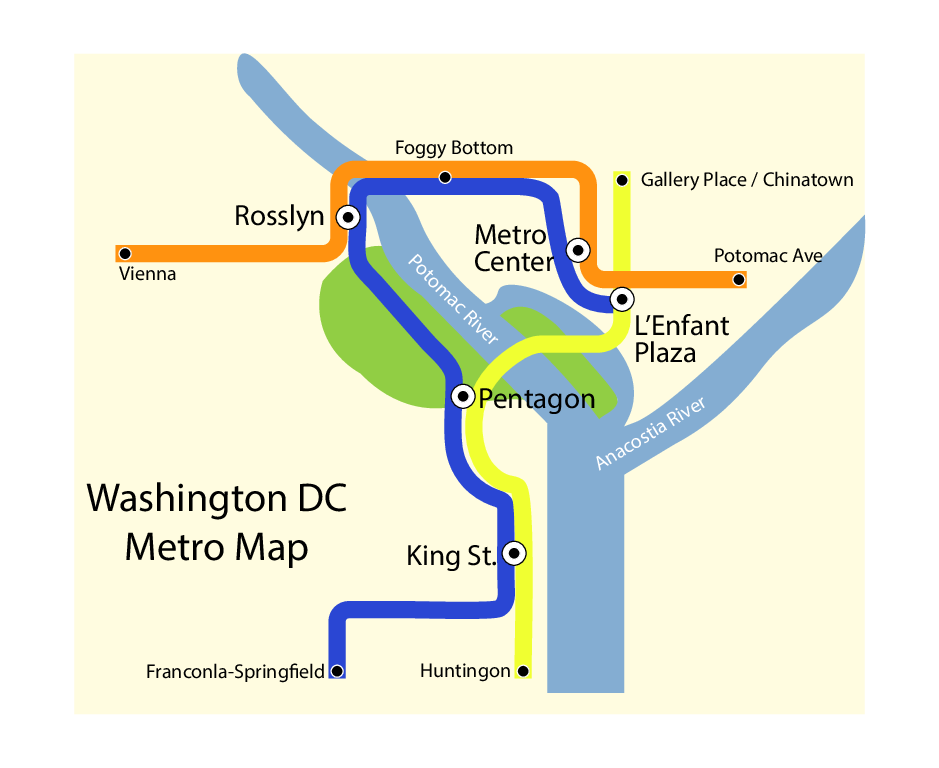 Foggy Bottom
Gallery Place / Chinatown
Rosslyn
Metro
Center
Potomac Ave
Vienna
Potomac River
L'Enfant
Plaza
Pentagon
Anacostia River
Washington DC
Metro Map
King St.
Franconla-Springfield
Huntingon